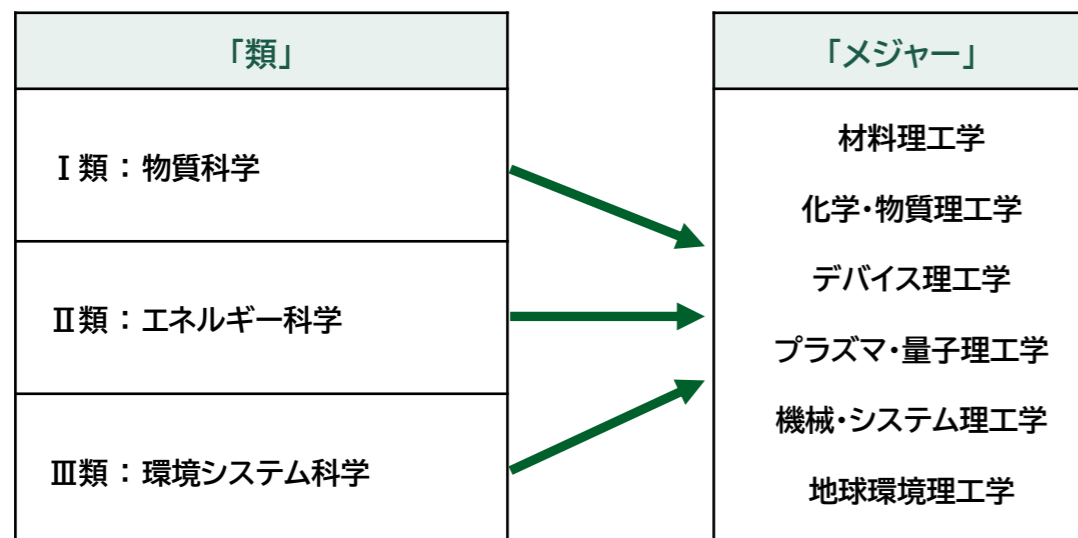 「類」
Ⅰ類：物質科学
Ⅱ類：エネルギー科学
Ⅲ類：環境システム科学
「メジャー」
材料理工学
化学・物質理工学
デバイス理工学
プラズマ・量子理工学
機械・システム理工学
地球環境理工学